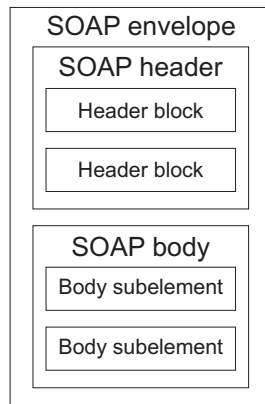 SOAP envelope
SOAP header
Header block
Header block
SOAP body
Body subelement
Body subelement